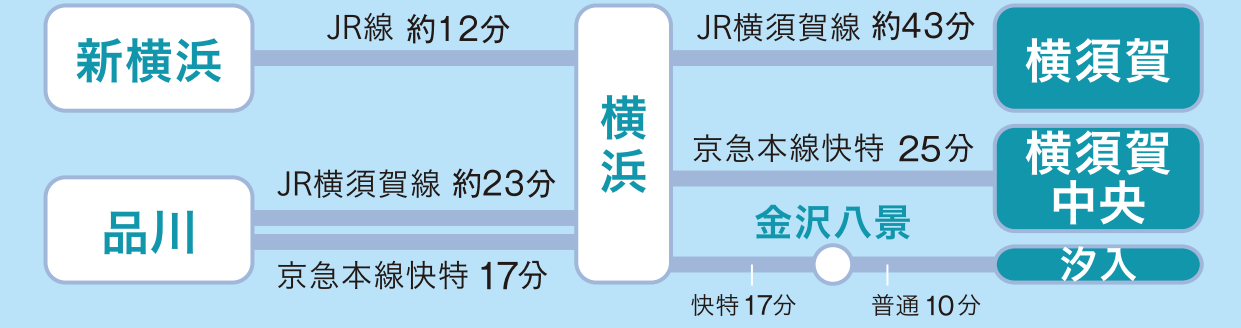 新横浜
JR線 約12分
横浜
JR横須賀線 約43分
横須賀
品川
JR横須賀線 約23分
京急本線快特 17分
京急本線快特 25分
横須賀
中央
金沢八景
快特17分
普通10分
汐入